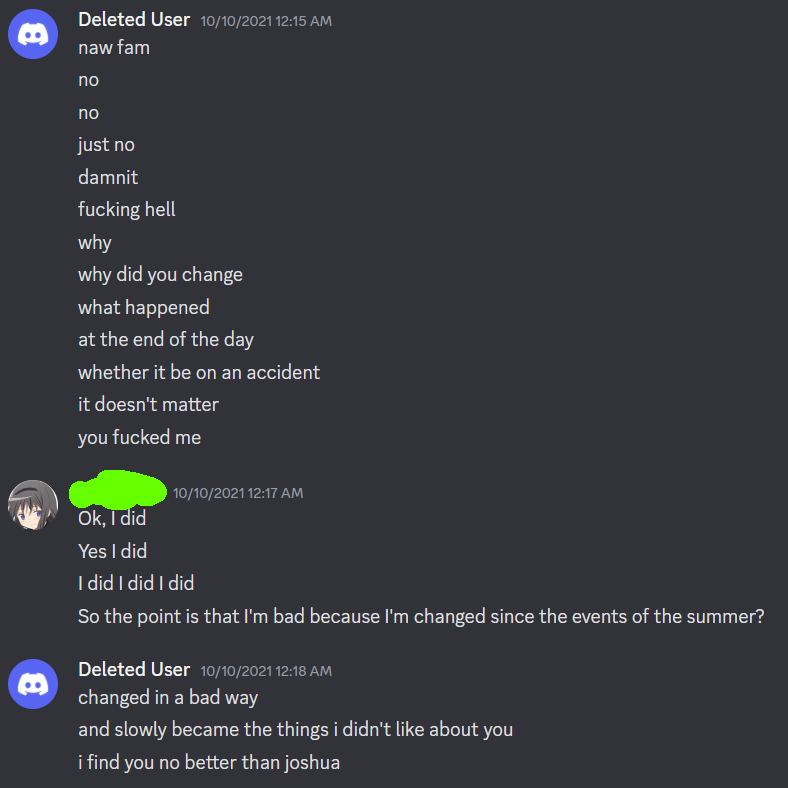 Deleted User 10/10/2021 12:15 AM
naw fam
no
no
just no
damnit
fucking hell
why
why did you change
what happened
at the end of the day
whether it be on an accident
it doesn't matter
you fucked me
10/10/2021 12:17 AM
Ok, I did
Yes I did
I did I did I did
So the point is that I'm bad because I'm changed since the events of the summer?
Deleted User 10/10/2021 12:18 AM
changed in a bad way
and slowly became the things i didn't like about you
i find you no better than joshua